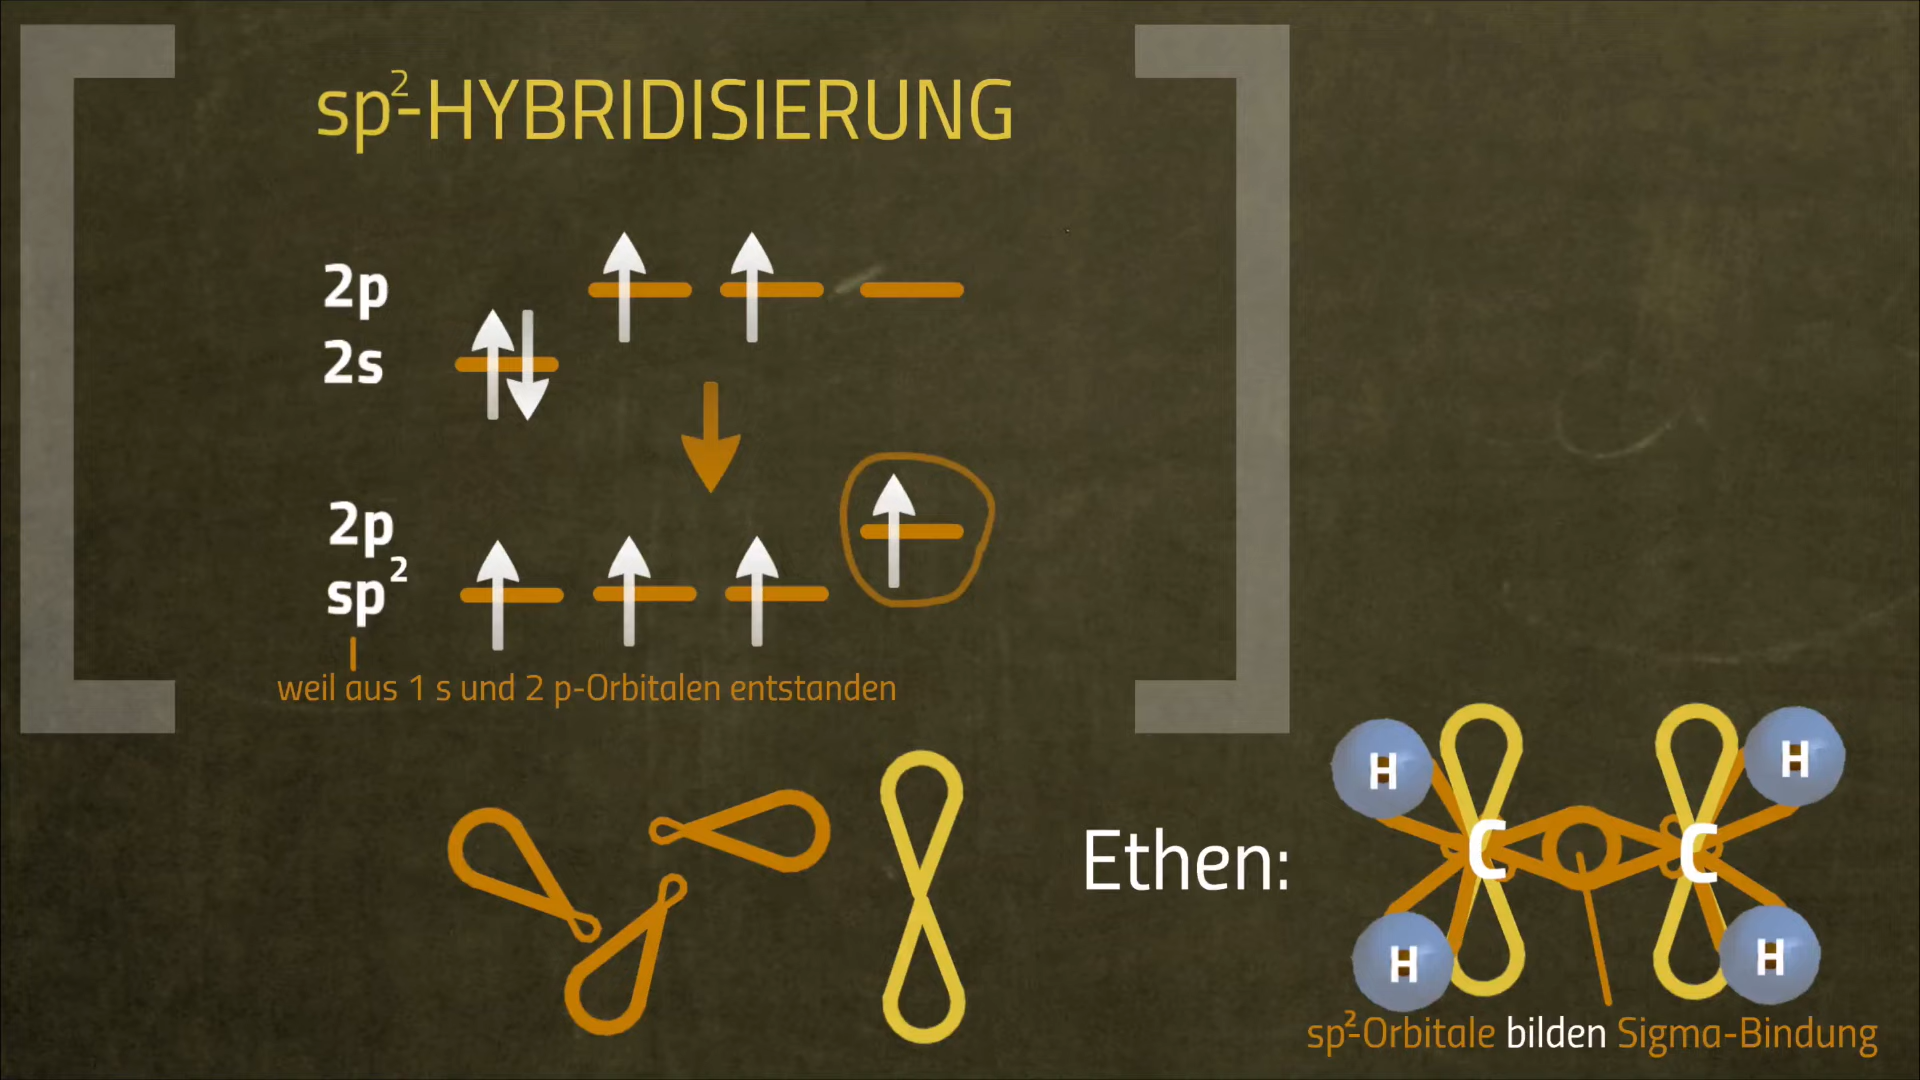 sp²-HYBRIDISIERUNG
2p
2s
2p
sp²
weil aus 1 s und 2 p-Orbitalen entstanden
Ethen:
H H
C C
H H
sp²-Orbitale bilden Sigma-Bindung